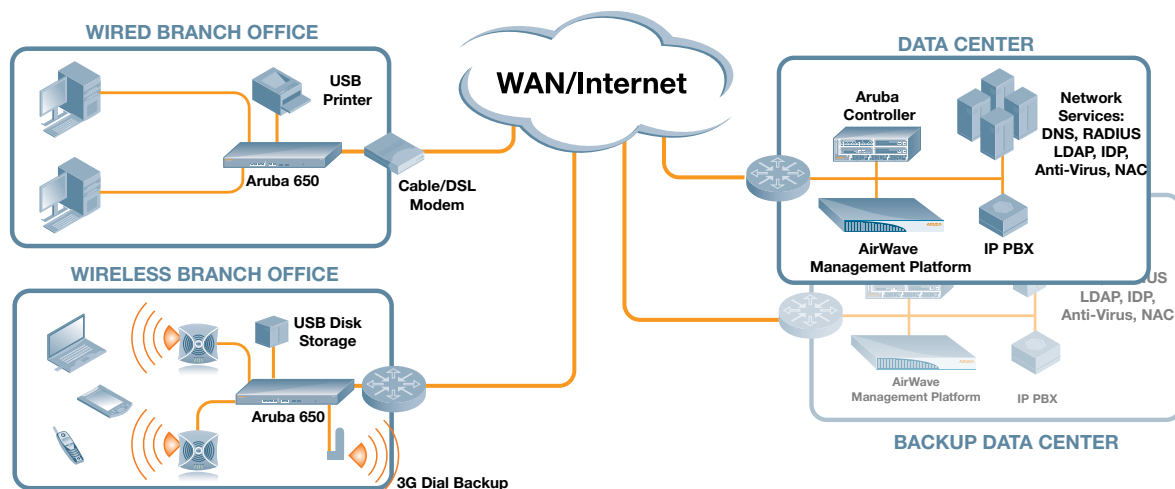 WIRED BRANCH OFFICE
USB
Printer
Aruba 650
Cable/DSL
Modem
WAN/Internet
DATA CENTER
Aruba
Controller
Network
Services:
DNS, RADIUS
LDAP, IDP,
Anti-Virus, NAC
AirWave
Management Platform
IP PBX
WIRELESS BRANCH OFFICE
USB Disk
Storage
Aruba 650
3G Dial Backup
LDAP, IDP,
Anti-Virus, NAC
AirWave
Management Platform
IP PBX
BACKUP DATA CENTER